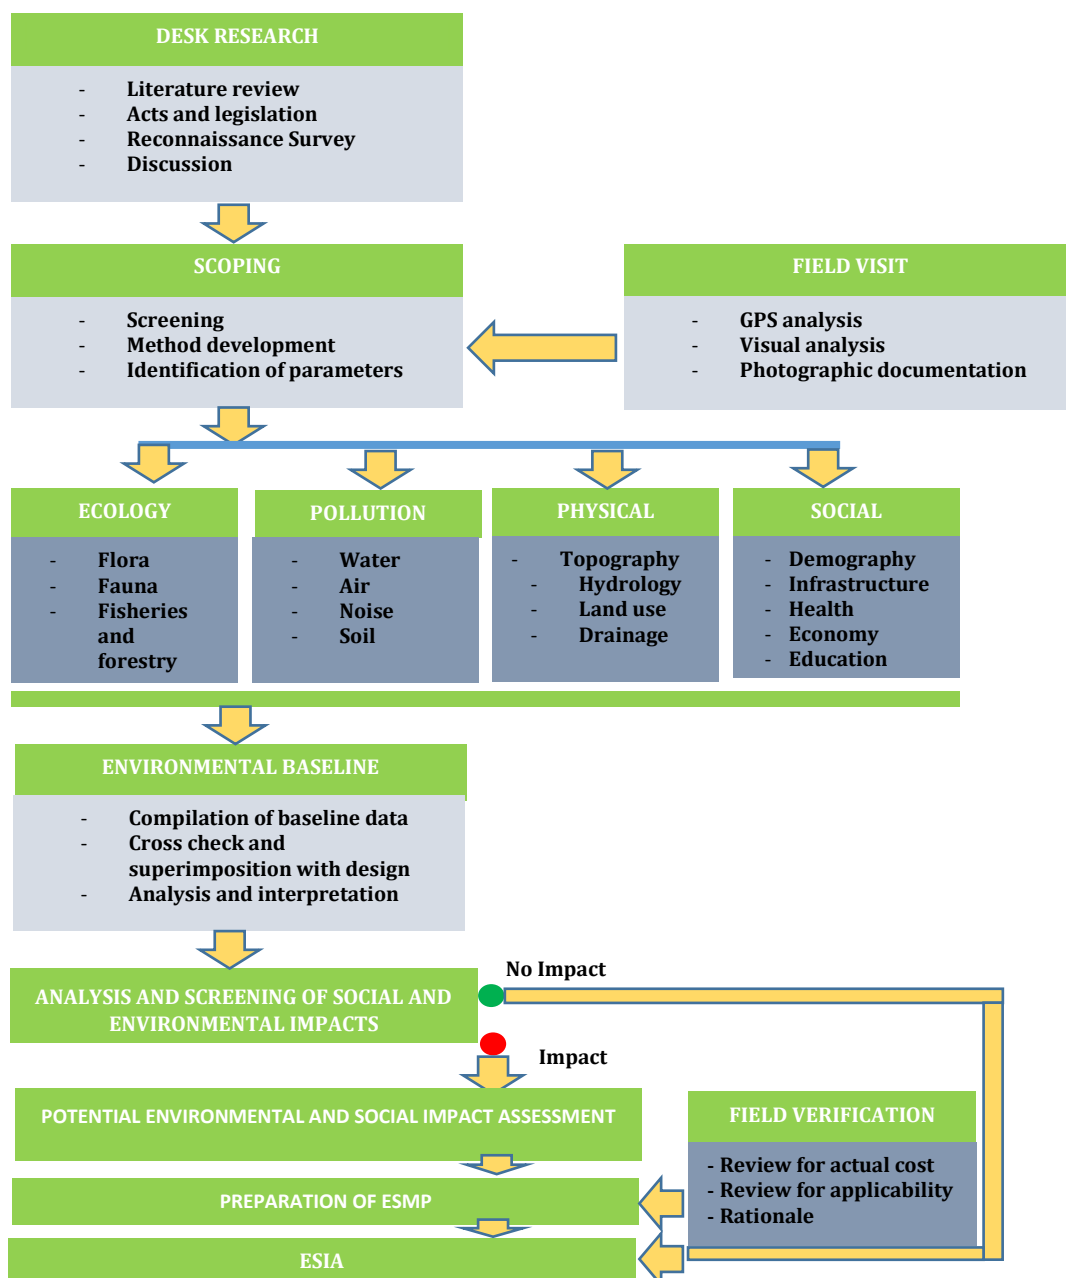 DESK RESEARCH
- Literature review
- Acts and legislation
- Reconnaissance Survey
- Discussion
SCOPING
- Screening
- Method development
- Identification of parameters
FIELD VISIT
- GPS analysis
- Visual analysis
- Photographic documentation
ECOLOGY
- Flora
- Fauna
- Fisheries
and
forestry
POLLUTION
- Water
- Air
- Noise
- Soil
PHYSICAL
- Topography
- Hydrology
- Land use
- Drainage
SOCIAL
- Demography
- Infrastructure
- Health
- Economy
- Education
ENVIRONMENTAL BASELINE
- Compilation of baseline data
- Cross check and
superimposition with design
- Analysis and interpretation
ANALYSIS AND SCREENING OF SOCIAL AND
ENVIRONMENTAL IMPACTS
No Impact
Impact
POTENTIAL ENVIRONMENTAL AND SOCIAL IMPACT ASSESSMENT
FIELD VERIFICATION
- Review for actual cost
- Review for applicability
- Rationale
PREPARATION OF ESMP
ESIA